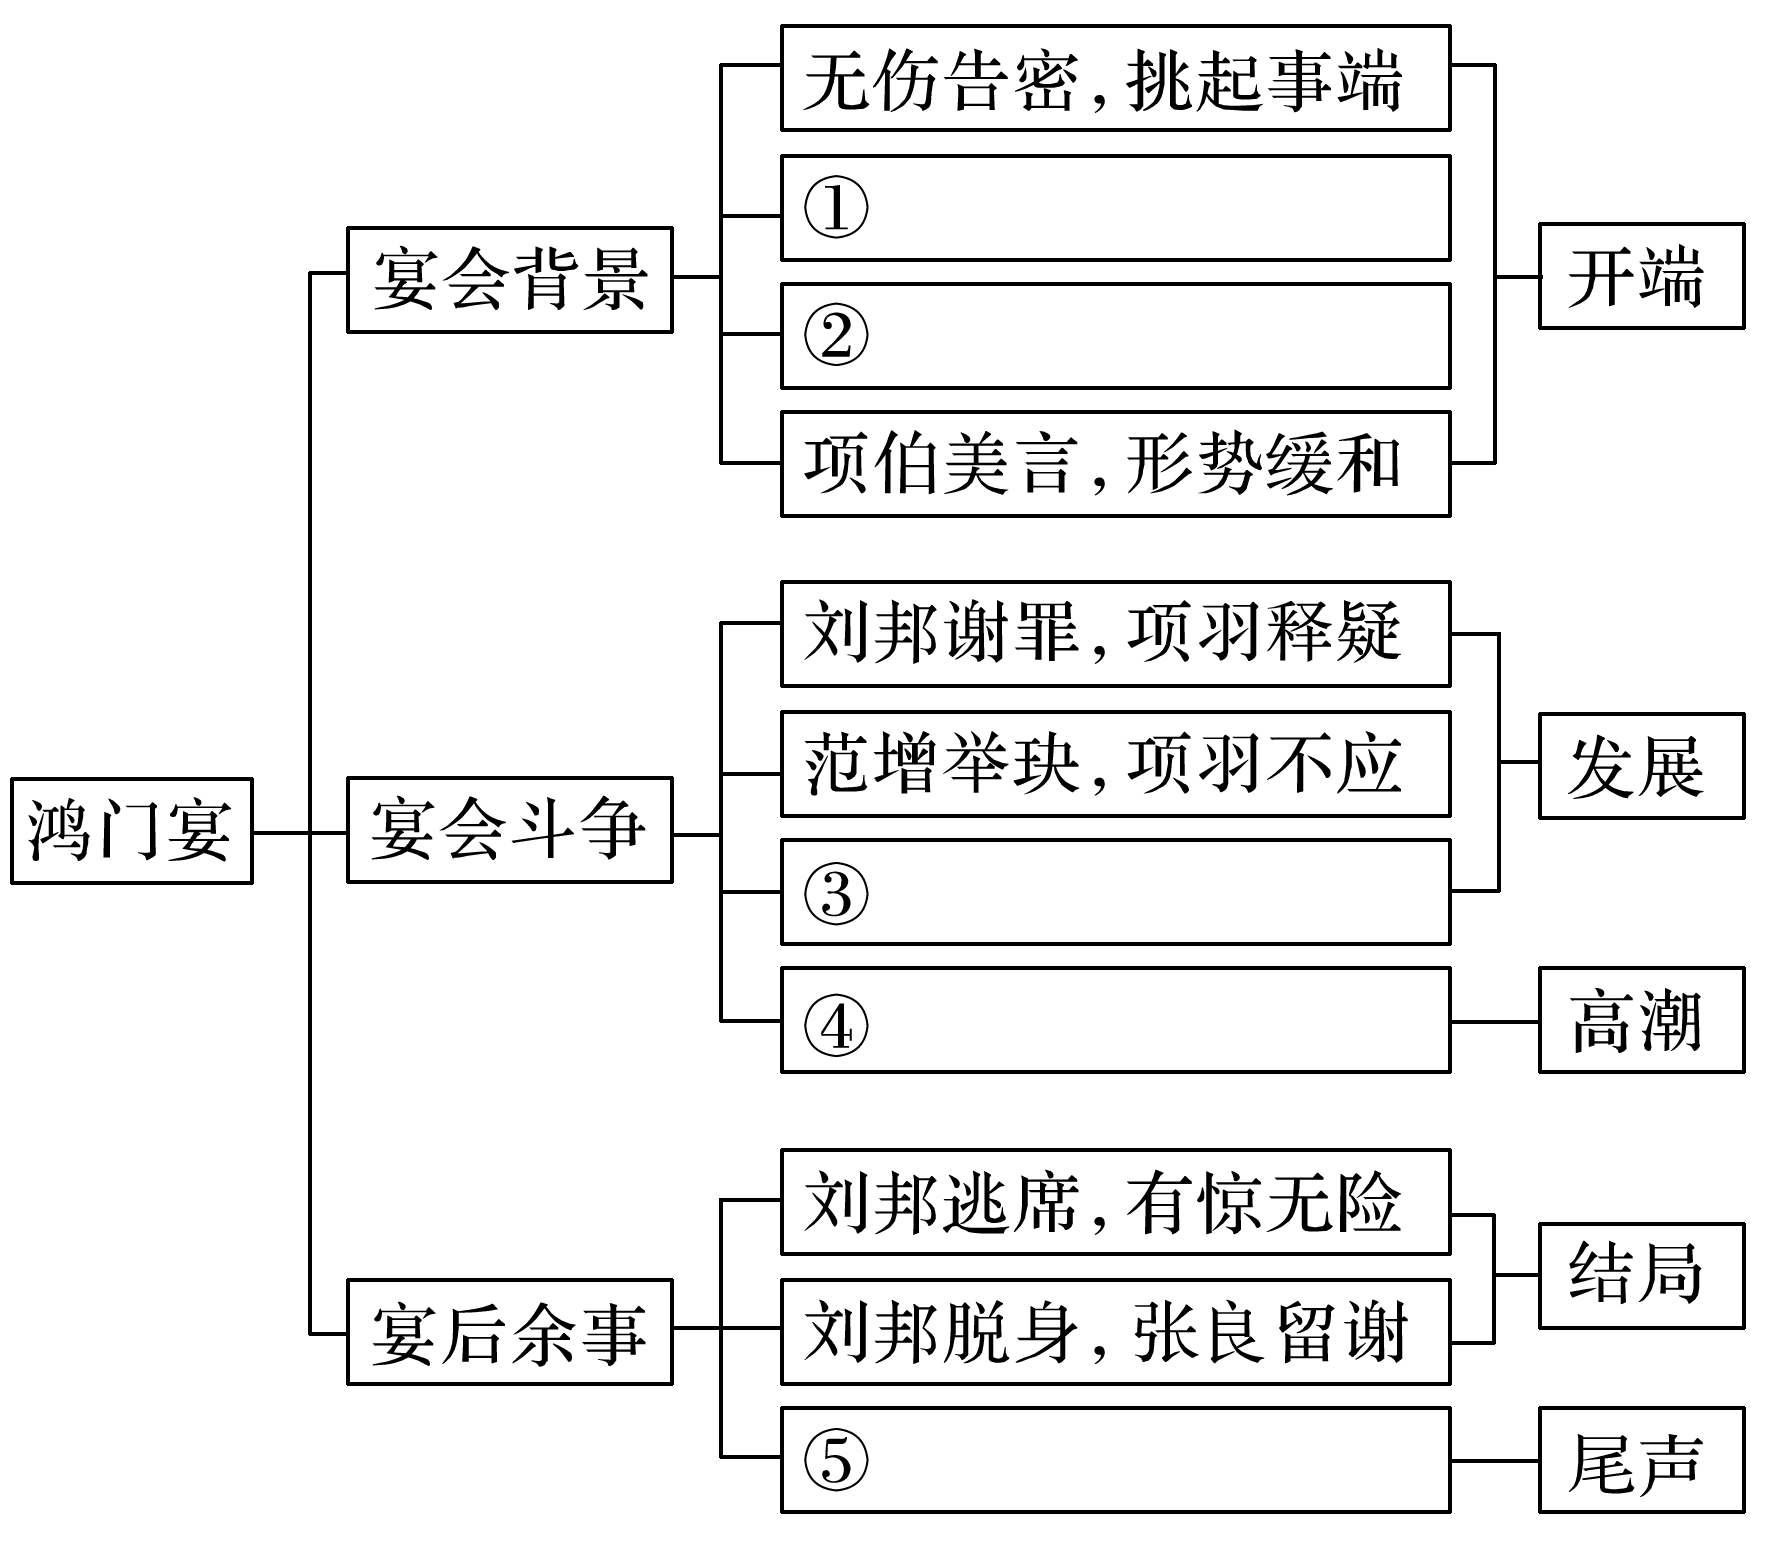 无伤告密,挑起事端
①
②
项伯美言,形势缓和
宴会背景
开端
刘邦谢罪,项羽释疑
范增举玦,项羽不应
③
④
鸿门宴
宴会斗争
发展
高潮
刘邦逃席,有惊无险
刘邦脱身,张良留谢
⑤
宴后余事
结局
尾声